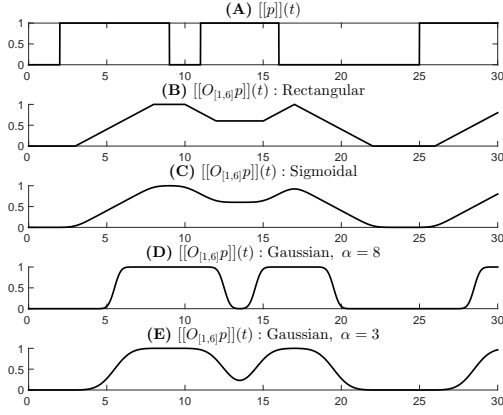 (A) [[p]](t)
1
0.5
0
0 5 10 15 20 25 30
(B) [[O_{[1,6]}p]](t) : Rectangular
1
0.5
0
0 5 10 15 20 25 30
(C) [[O_{[1,6]}p]](t) : Sigmoidal
1
0.5
0
0 5 10 15 20 25 30
(D) [[O_{[1,6]}p]](t) : Gaussian, α = 8
1
0.5
0
0 5 10 15 20 25 30
(E) [[O_{[1,6]}p]](t) : Gaussian, α = 3
1
0.5
0
0 5 10 15 20 25 30